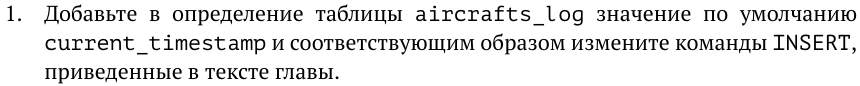 1. Добавьте в определение таблицы aircrafts_log значение по умолчанию
current_timestamp и соответствующим образом измените команды INSERT,
приведенные в тексте главы.